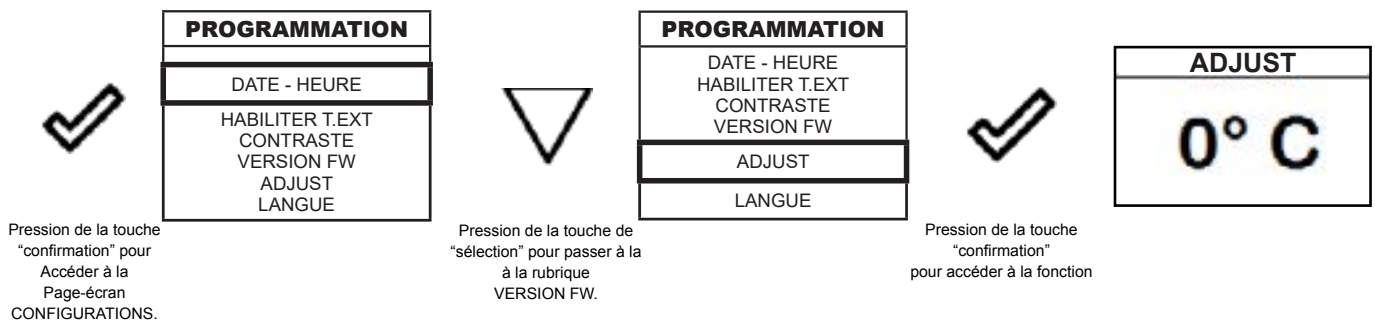 PROGRAMMATION
DATE - HEURE
HABILITER T.EXT
CONTRASTE
VERSION FW
ADJUST
LANGUE
Pression de la touche
“confirmation” pour
Accéder à la
Page-écran
CONFIGURATIONS.
Pression de la touche de
“sélection” pour passer à la
à la rubrique
VERSION FW.
PROGRAMMATION
DATE - HEURE
HABILITER T.EXT
CONTRASTE
VERSION FW
ADJUST
LANGUE
Pression de la touche
“confirmation”
pour accéder à la fonction
ADJUST
0° C